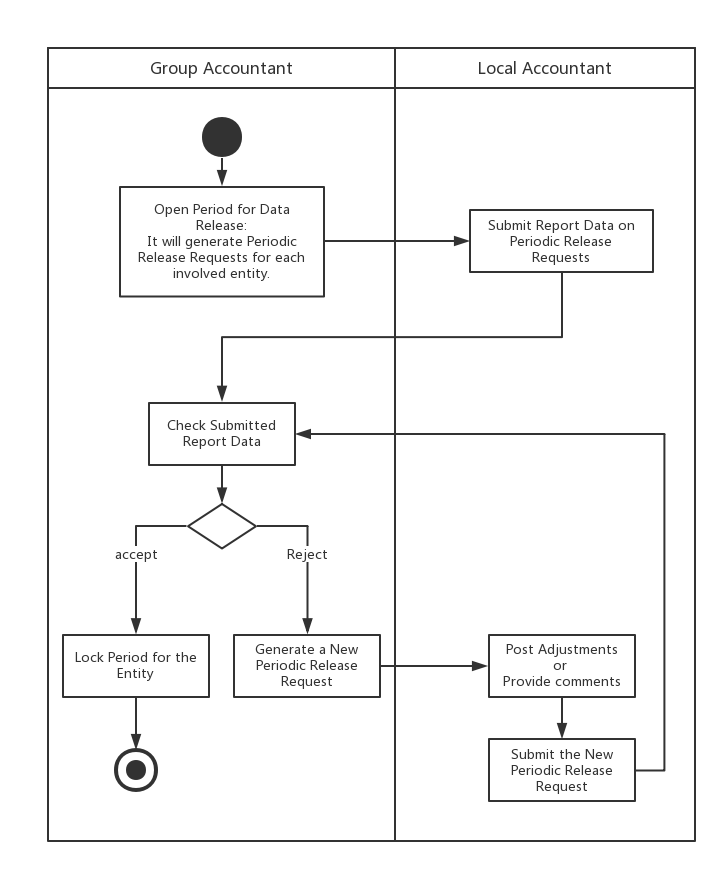 Group Accountant
Local Accountant
Open Period for Data
Release:
It will generate Periodic
Release Requests for each
involved entity.
Submit Report Data on
Periodic Release
Requests
Check Submitted
Report Data
accept
Reject
Lock Period for the
Entity
Generate a New
Periodic Release
Request
Post Adjustments
or
Provide comments
Submit the New
Periodic Release
Request